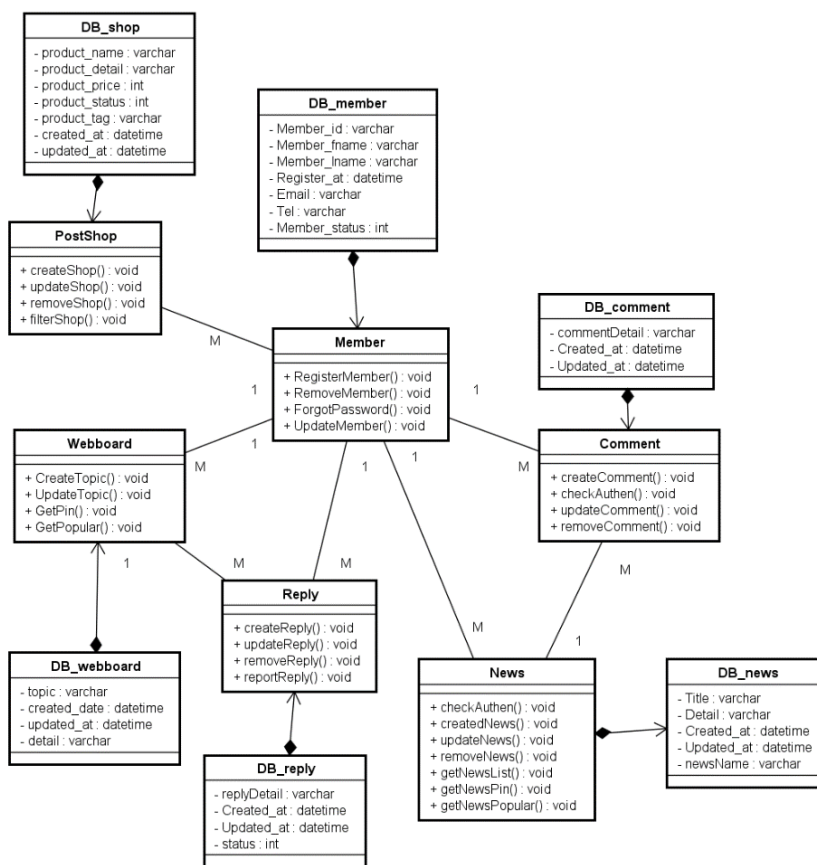 DB_shop
- product_name : varchar
- product_detail : varchar
- product_price : int
- product_status : int
- product_tag : varchar
- created_at : datetime
- updated_at : datetime
DB_member
- Member_id : varchar
- Member_fname : varchar
- Member_lname : varchar
- Register_at : datetime
- Email : varchar
- Tel : varchar
- Member_status : int
PostShop
+ createShop() : void
+ updateShop() : void
+ removeShop() : void
+ filterShop() : void
M
1
DB_comment
- commentDetail : varchar
- Created_at : datetime
- Updated_at : datetime
Member
+ RegisterMember() : void
+ RemoveMember() : void
+ ForgotPassword() : void
+ UpdateMember() : void
1
M
1
M
Webboard
+ CreateTopic() : void
+ UpdateTopic() : void
+ GetPin() : void
+ GetPopular() : void
1
M
Comment
+ createComment() : void
+ checkAuthen() : void
+ updateComment() : void
+ removeComment() : void
1
M
1
M
Reply
+ createReply() : void
+ updateReply() : void
+ removeReply() : void
+ reportReply() : void
1
M
M
1
DB_webboard
- topic : varchar
- created_date : datetime
- updated_at : datetime
- detail : varchar
News
+ checkAuthen() : void
+ createdNews() : void
+ updateNews() : void
+ removeNews() : void
+ getNewsList() : void
+ getNewsPin() : void
+ getNewsPopular() : void
DB_news
- Title : varchar
- Detail : varchar
- Created_at : datetime
- Updated_at : datetime
- newsName : varchar
DB_reply
- replyDetail : varchar
- Created_at : datetime
- Updated_at : datetime
- status : int